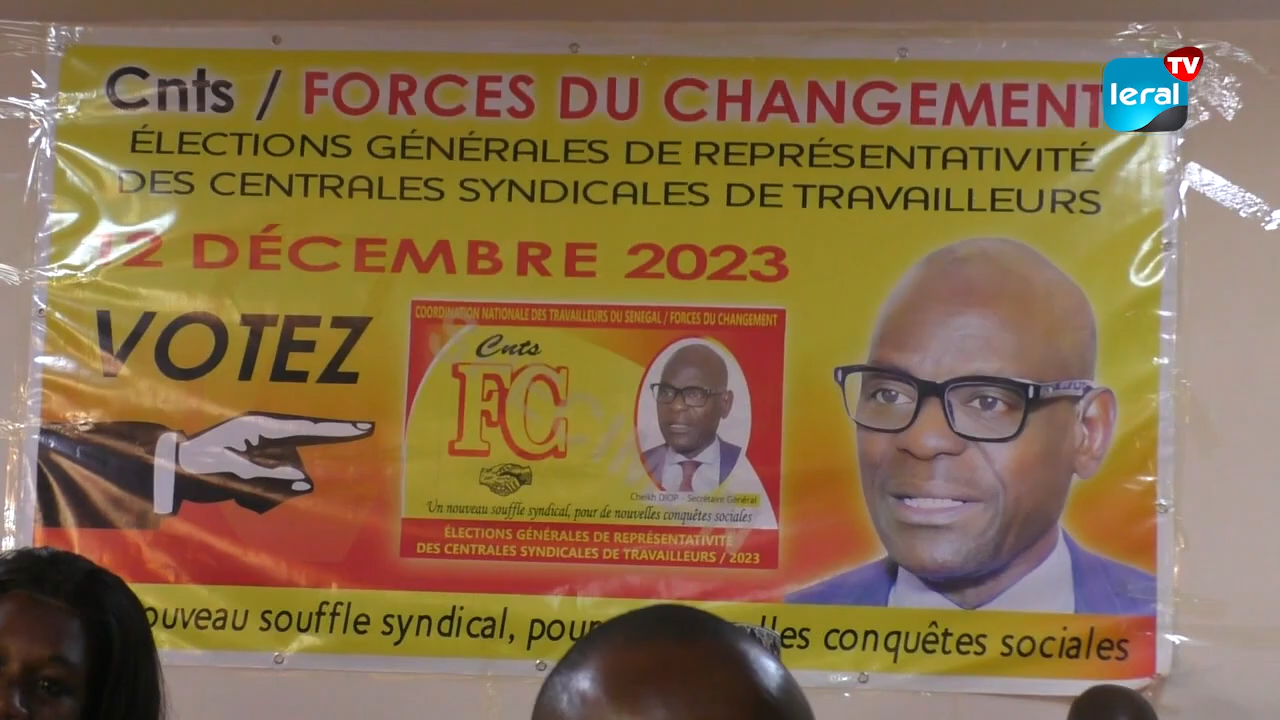 TV
leral
Cnts / FORCES DU CHANGEMENT
ÉLECTIONS GÉNÉRALES DE REPRÉSENTATIVITÉ
DES CENTRALES SYNDICALES DE TRAVAILLEURS
12 DÉCEMBRE 2023
VOTEZ
COORDINATION NATIONALE DES TRAVAILLEURS DU SENEGAL / FORCES DU CHANGEMENT
Cnts
FC
Cheikh DIOP - Secrétaire Général
Un nouveau souffle syndical, pour de nouvelles conquêtes sociales
ÉLECTIONS GÉNÉRALES DE REPRÉSENTATIVITÉ
DES CENTRALES SYNDICALES DE TRAVAILLEURS / 2023
ouveau souffle syndical, pour lles conquêtes sociales